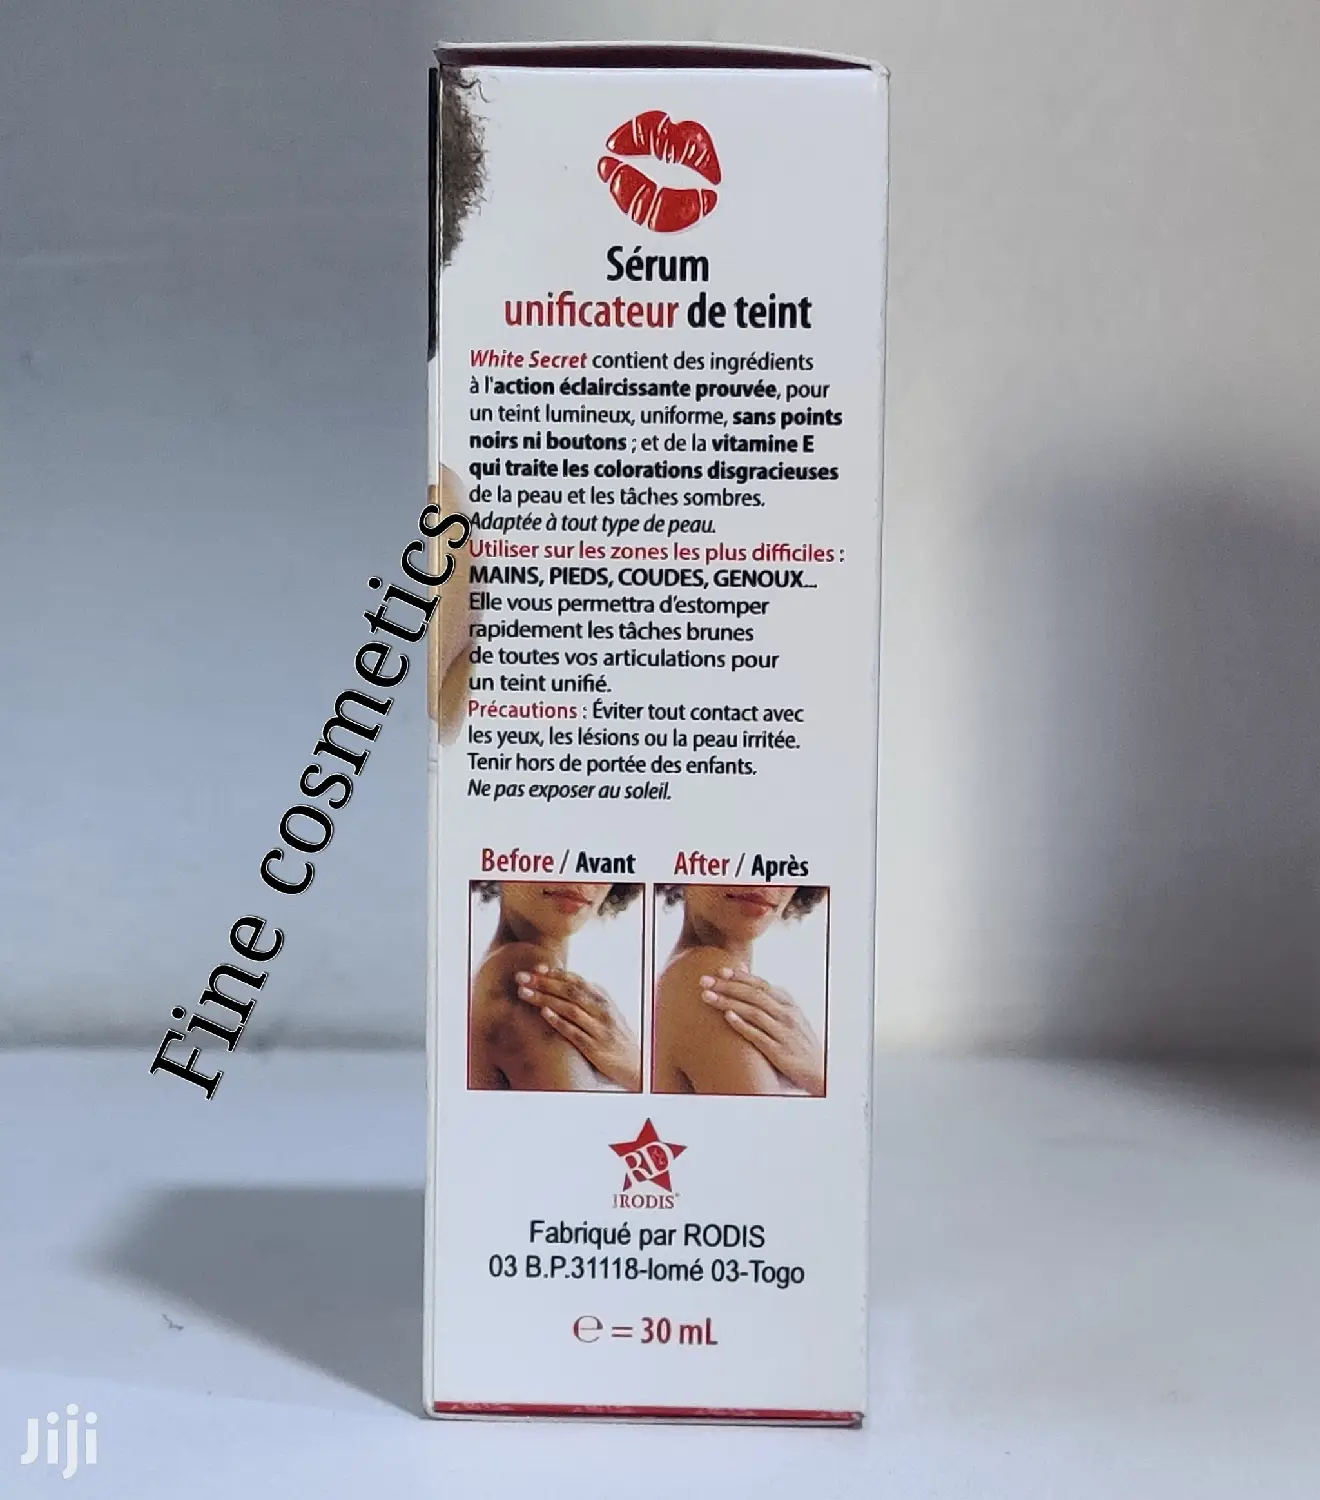 Sérum
unificateur de teint
White Secret contient des ingrédients
à l'action éclaircissante prouvée, pour
un teint lumineux, uniforme, sans points
noirs ni boutons ; et de la vitamine E
qui traite les colorations disgracieuses
de la peau et les tâches sombres.
Adaptée à tout type de peau.
Utiliser sur les zones les plus difficiles :
MAINS, PIEDS, COUDES, GENOUX...
Elle vous permettra d'estomper
rapidement les tâches brunes
de toutes vos articulations pour
un teint unifié.
Précautions : Éviter tout contact avec
les yeux, les lésions ou la peau irritée.
Tenir hors de portée des enfants.
Ne pas exposer au soleil.
Fine cosmetics
Before / Avant After / Après
RD
RODIS
Fabriqué par RODIS
03 B.P.31118-lomé 03-Togo
℮ = 30 mL
Jiji